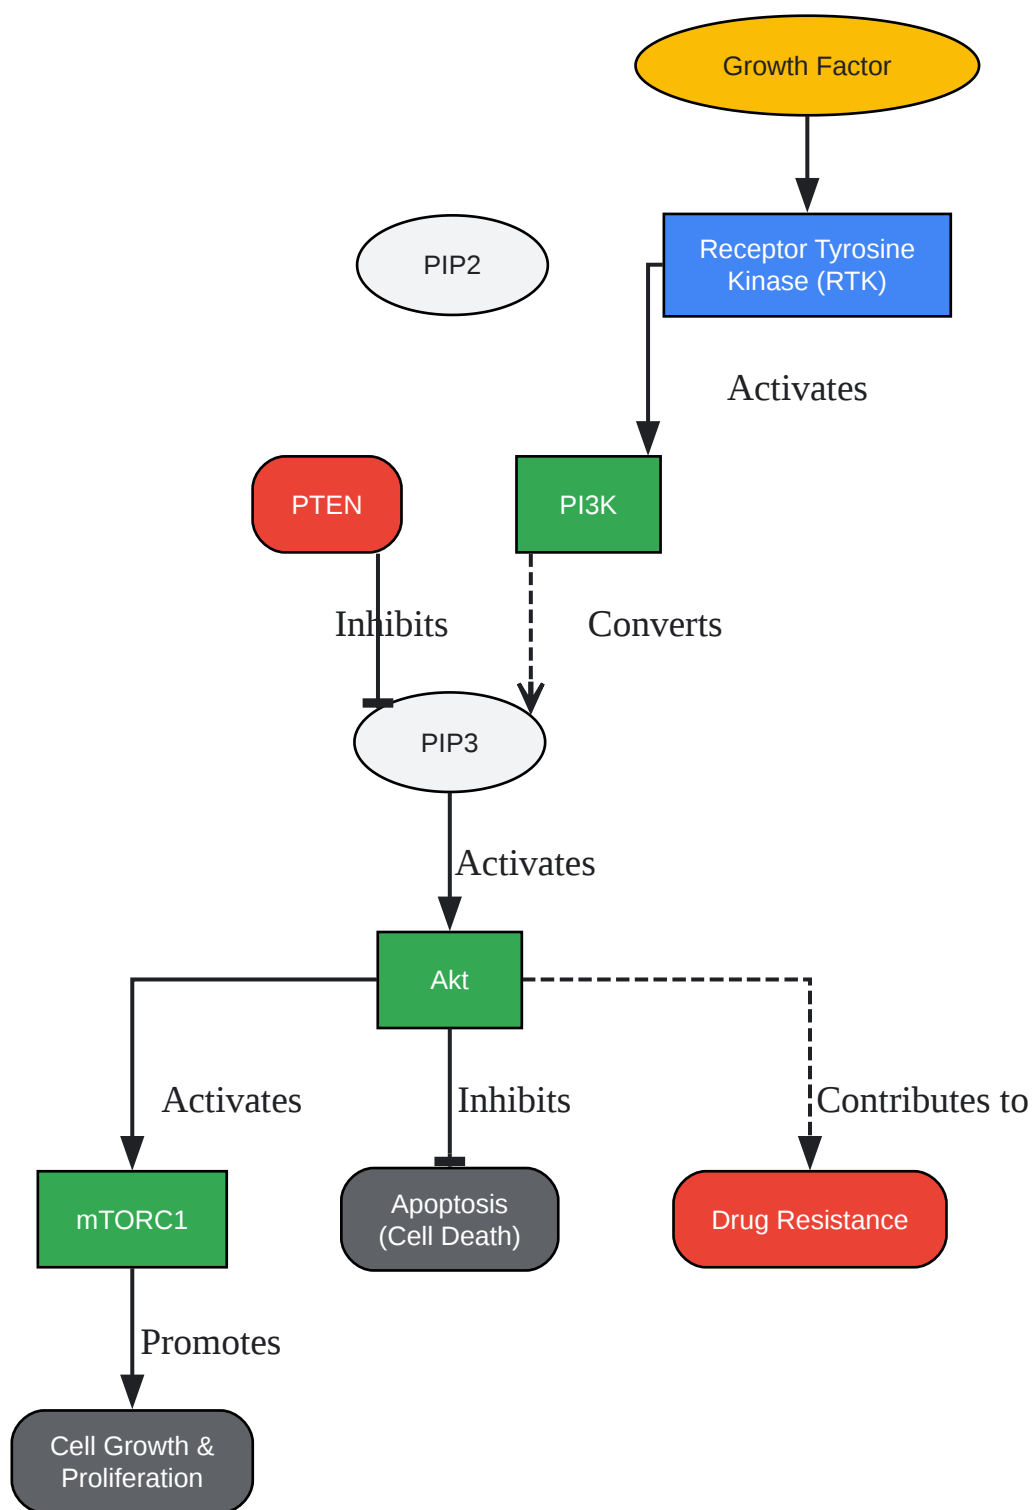 Growth Factor
PIP2
Receptor Tyrosine
Kinase (RTK)
Activates
PTEN
PI3K
Inhibits
Converts
PIP3
Activates
Akt
Activates
Inhibits
Contributes to
mTORC1
Apoptosis
(Cell Death)
Drug Resistance
Promotes
Cell Growth &
Proliferation